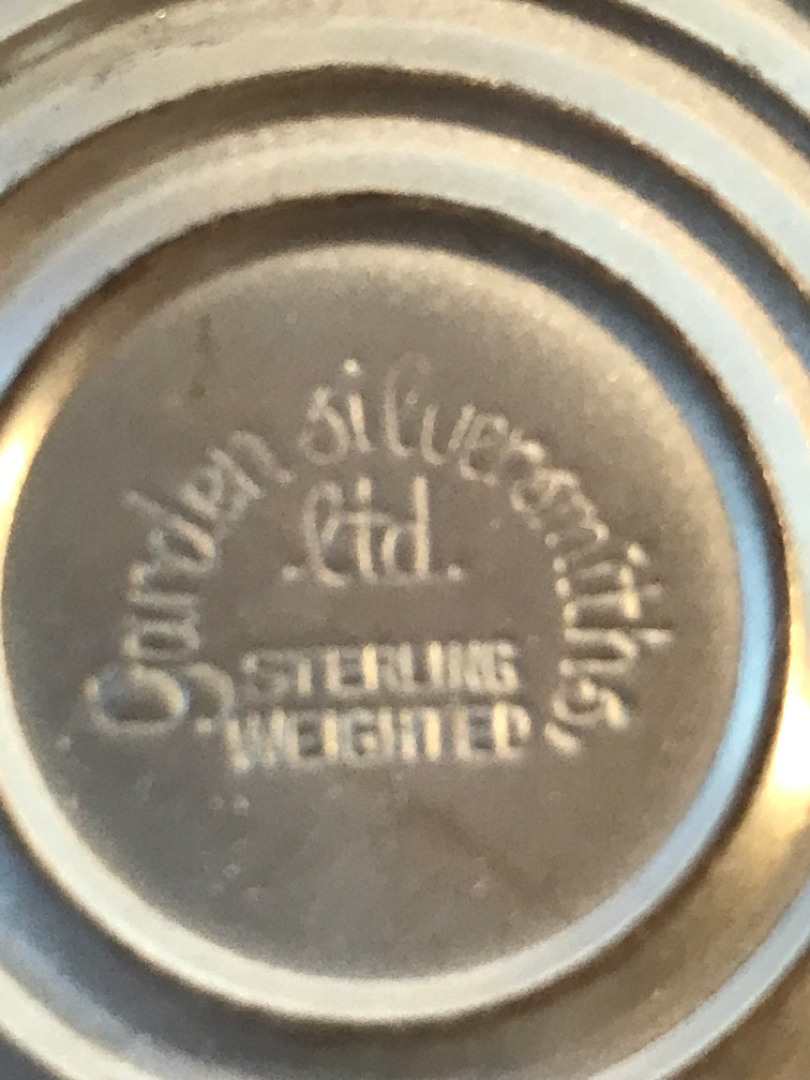 Garden silversmiths,
.ltd.
STERLING
WEIGHTED